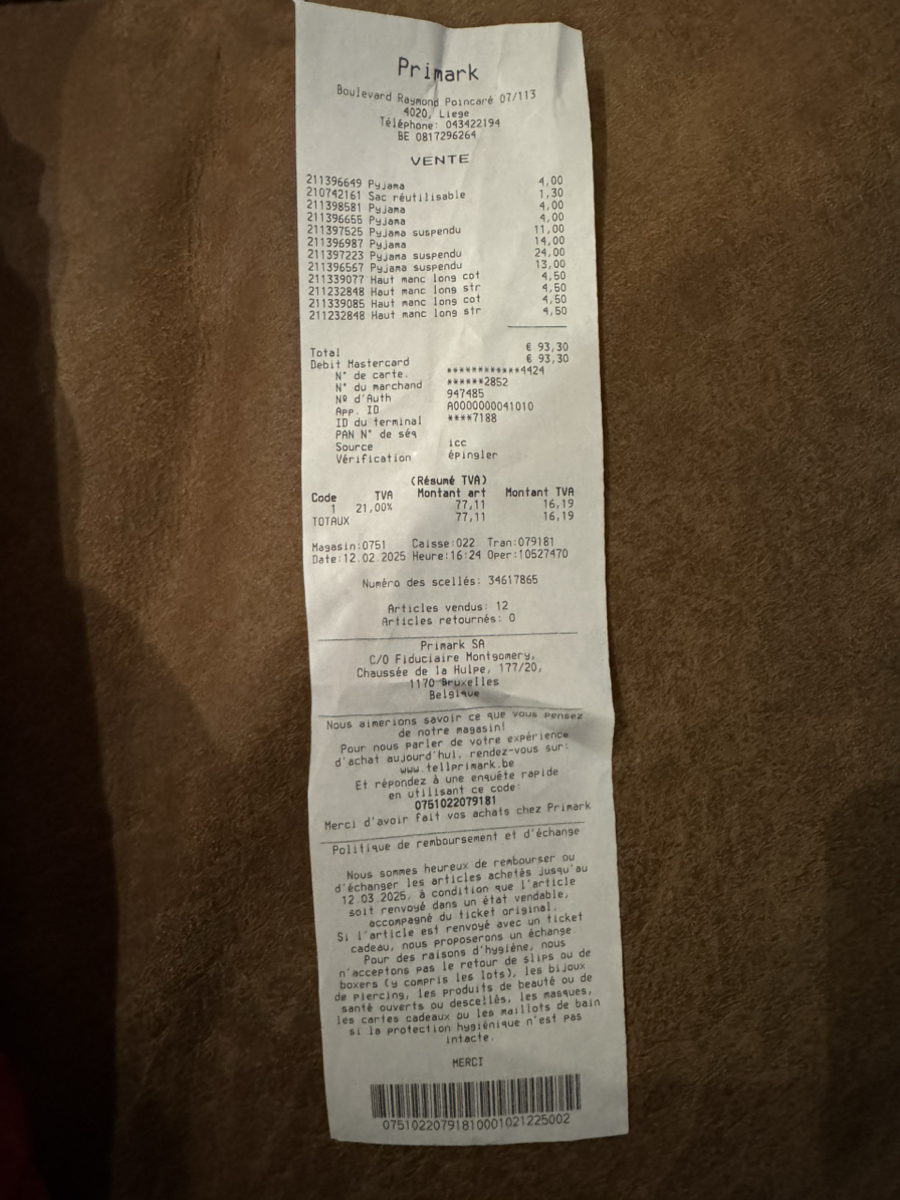 Primark
Boulevard Raymond Poincaré 07/113
4020, Liege
Téléphone: 043422194
BE 0817296264
VENTE
211396649 Pyjama 4,00
210742161 Sac réutilisable 1,30
211398581 Pyjama 4,00
211396655 Pyjama 4,00
211397525 Pyjama suspendu 11,00
211396987 Pyjama 14,00
211397223 Pyjama suspendu 24,00
211396567 Pyjama suspendu 13,00
211339077 Haut manc long cot 4,50
211232848 Haut manc long str 4,50
211339085 Haut manc long cot 4,50
211232848 Haut manc long str 4,50
Total € 93,30
Debit Mastercard € 93,30
N° de carte. ************4424
N° du marchand ******2852
Nº d'Auth 947485
App. ID A0000000041010
ID du terminal ****7188
PAN N° de séq
Source icc
Vérification épingler
(Résumé TVA)
Code TVA Montant art Montant TVA
1 21,00% 77,11 16,19
TOTAUX 77,11 16,19
Magasin:0751 Caisse:022 Tran:079181
Date:12.02.2025 Heure:16:24 Oper:10527470
Numéro des scellés: 34617865
Articles vendus: 12
Articles retournés: 0
Primark SA
C/O Fiduciaire Montgomery,
Chaussée de la Hulpe, 177/20,
1170 Bruxelles
Belgique
Nous aimerions savoir ce que vous pensez
de notre magasin!
Pour nous parler de votre expérience
d'achat aujourd'hui, rendez-vous sur:
www.tellprimark.be
Et répondez à une enquête rapide
en utilisant ce code:
0751022079181
Merci d'avoir fait vos achats chez Primark
Politique de remboursement et d'échange
Nous sommes heureux de rembourser ou
d'échanger les articles achetés jusqu'au
12.03.2025, à condition que l'article
soit renvoyé dans un état vendable,
accompagné du ticket original.
Si l'article est renvoyé avec un ticket
cadeau, nous proposerons un échange.
Pour des raisons d'hygiène, nous
n'acceptons pas le retour de slips ou de
boxers (y compris les lots), les bijoux
de piercing, les produits de beauté ou de
santé ouverts ou descellés, les masques,
les cartes cadeaux ou les maillots de bain
si la protection hygiénique n'est pas
intacte.
MERCI
07510220791810001021225002